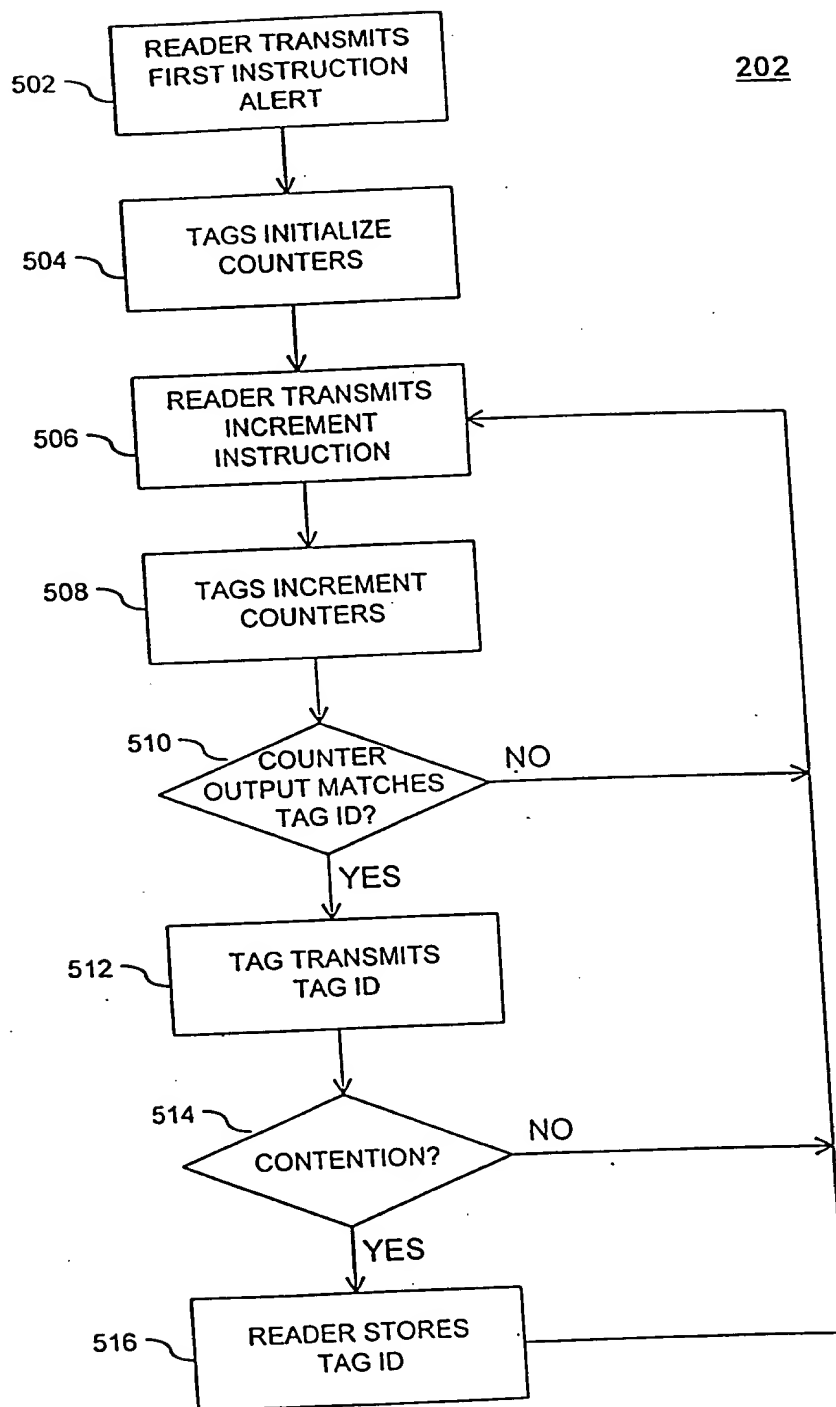 READER TRANSMITS
FIRST INSTRUCTION
ALERT
502
202
TAGS INITIALIZE
COUNTERS
504
READER TRANSMITS
INCREMENT
INSTRUCTION
506
TAGS INCREMENT
COUNTERS
508
510
COUNTER
OUTPUT MATCHES
TAG ID?
NO
YES
TAG TRANSMITS
TAG ID
512
514
CONTENTION?
NO
YES
READER STORES
TAG ID
516